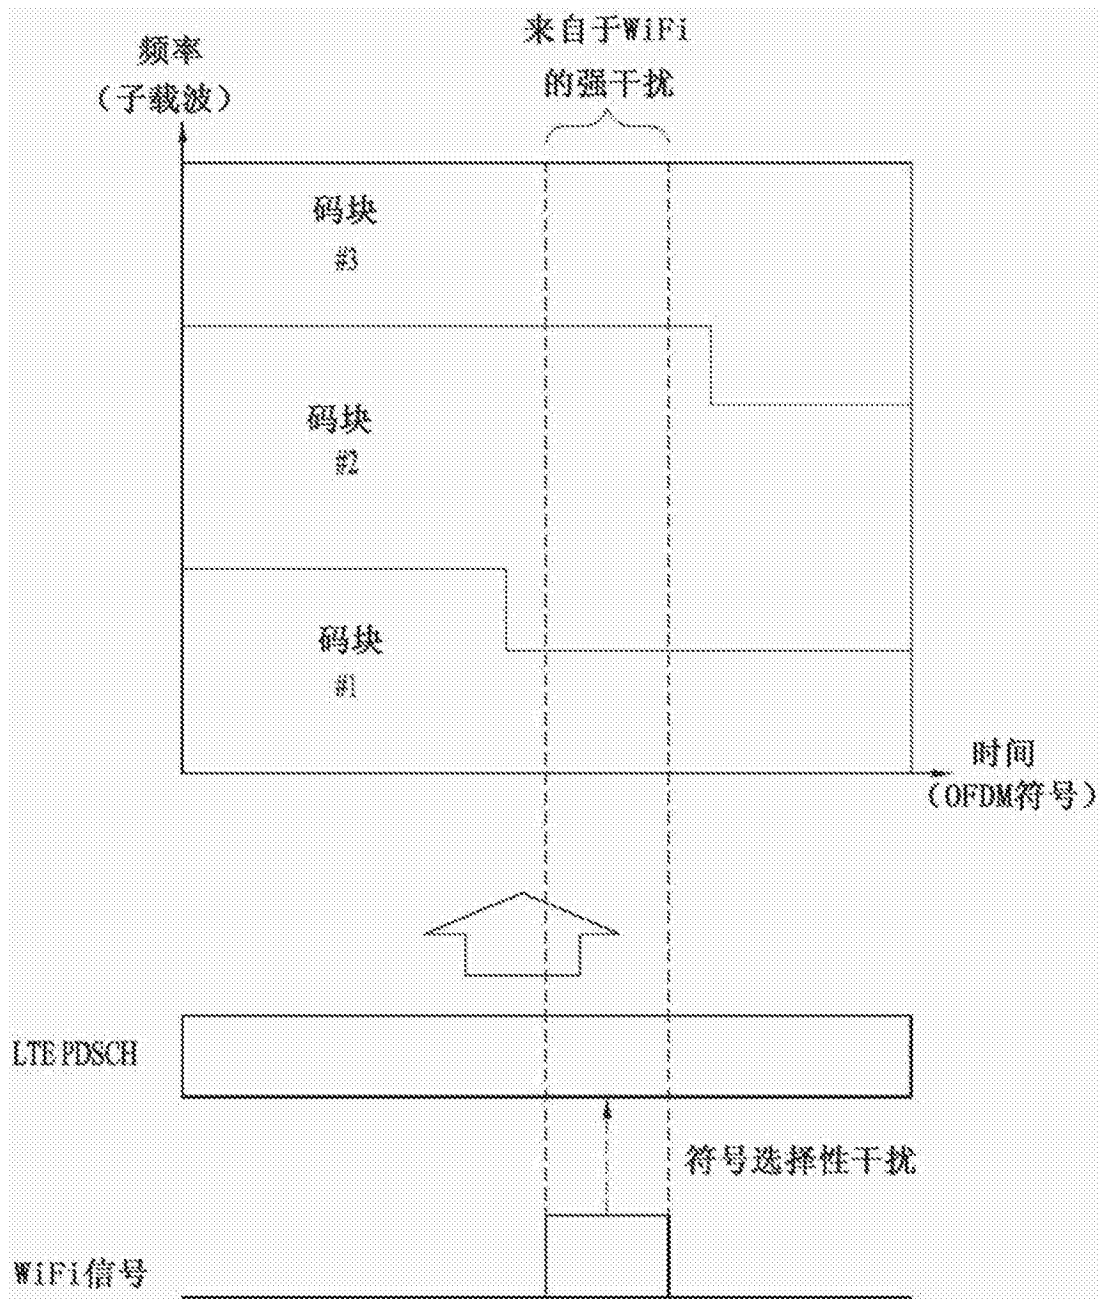 来自于WiFi
的强干扰
频率
（子载波）
码块
#3
码块
#2
码块
#1
时间
（OFDM符号）
LTE PDSCH
符号选择性干扰
WiFi信号